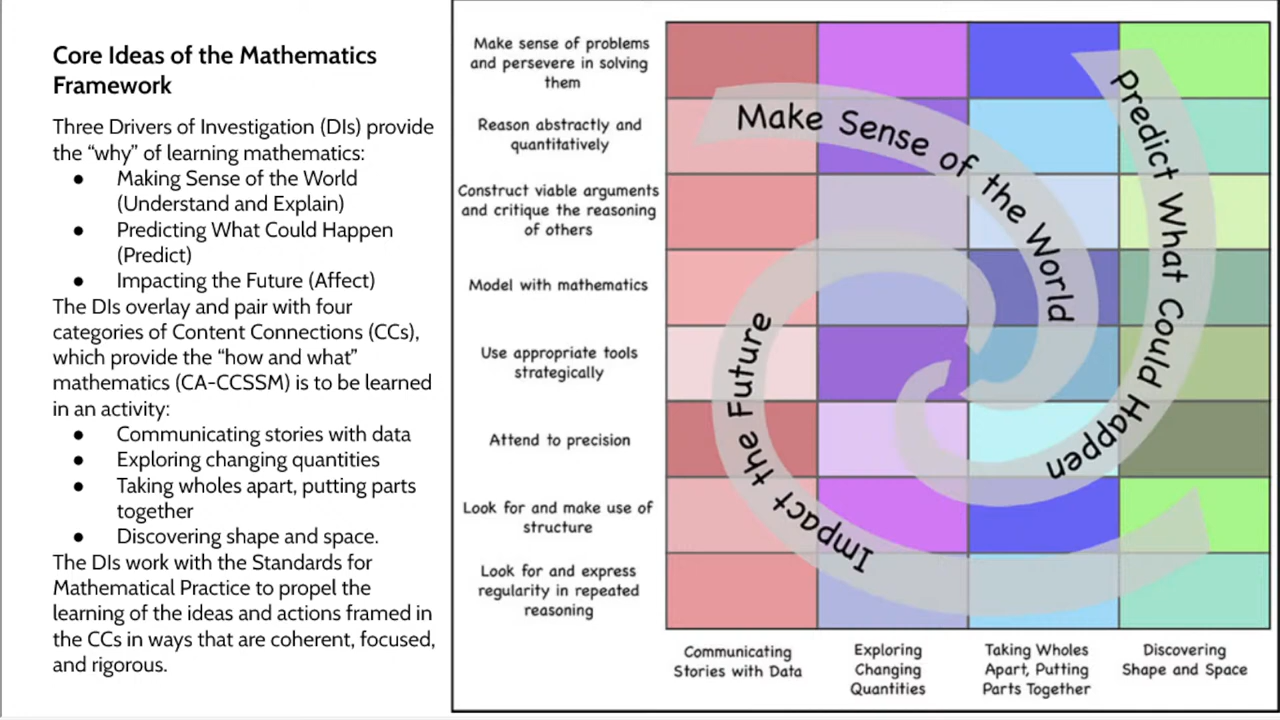 Core Ideas of the Mathematics
Framework
Three Drivers of Investigation (DIs) provide
the “why” of learning mathematics:
● Making Sense of the World
(Understand and Explain)
● Predicting What Could Happen
(Predict)
● Impacting the Future (Affect)
The DIs overlay and pair with four
categories of Content Connections (CCs),
which provide the “how and what”
mathematics (CA-CCSSM) is to be learned
in an activity:
● Communicating stories with data
● Exploring changing quantities
● Taking wholes apart, putting parts
together
● Discovering shape and space.
The DIs work with the Standards for
Mathematical Practice to propel the
learning of the ideas and actions framed in
the CCs in ways that are coherent, focused,
and rigorous.
Make sense of problems
and persevere in solving
them
Reason abstractly and
quantitatively
Construct viable arguments
and critique the reasoning
of others
Model with mathematics
Use appropriate tools
strategically
Attend to precision
Look for and make use of
structure
Look for and express
regularity in repeated
reasoning
Make Sense of the World
Predict What Could Happen
Impact the Future
Communicating
Stories with Data
Exploring
Changing
Quantities
Taking Wholes
Apart, Putting
Parts Together
Discovering
Shape and Space